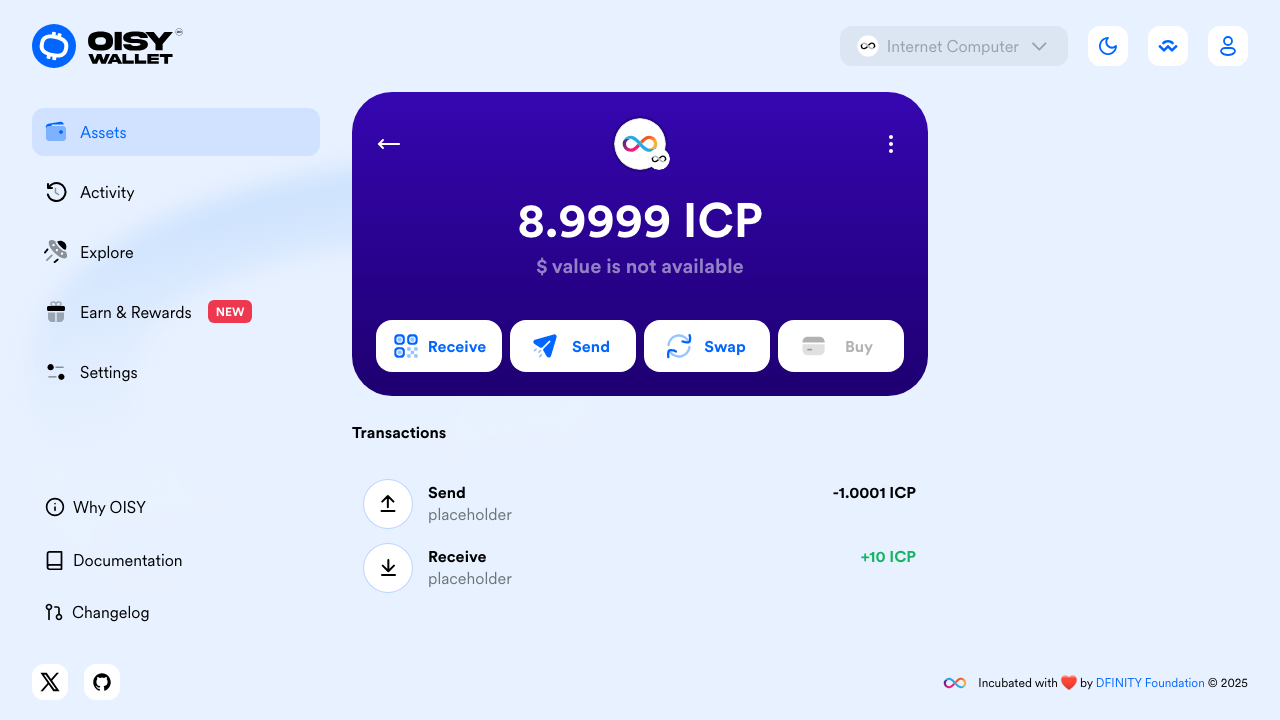 OISY
WALLET
Internet Computer
Assets
Activity
Explore
Earn & Rewards NEW
Settings
8.9999 ICP
$ value is not available
Receive
Send
Swap
Buy
Transactions
Send -1.0001 ICP
placeholder
Receive +10 ICP
placeholder
Why OISY
Documentation
Changelog
Incubated with ❤️ by DFINITY Foundation © 2025